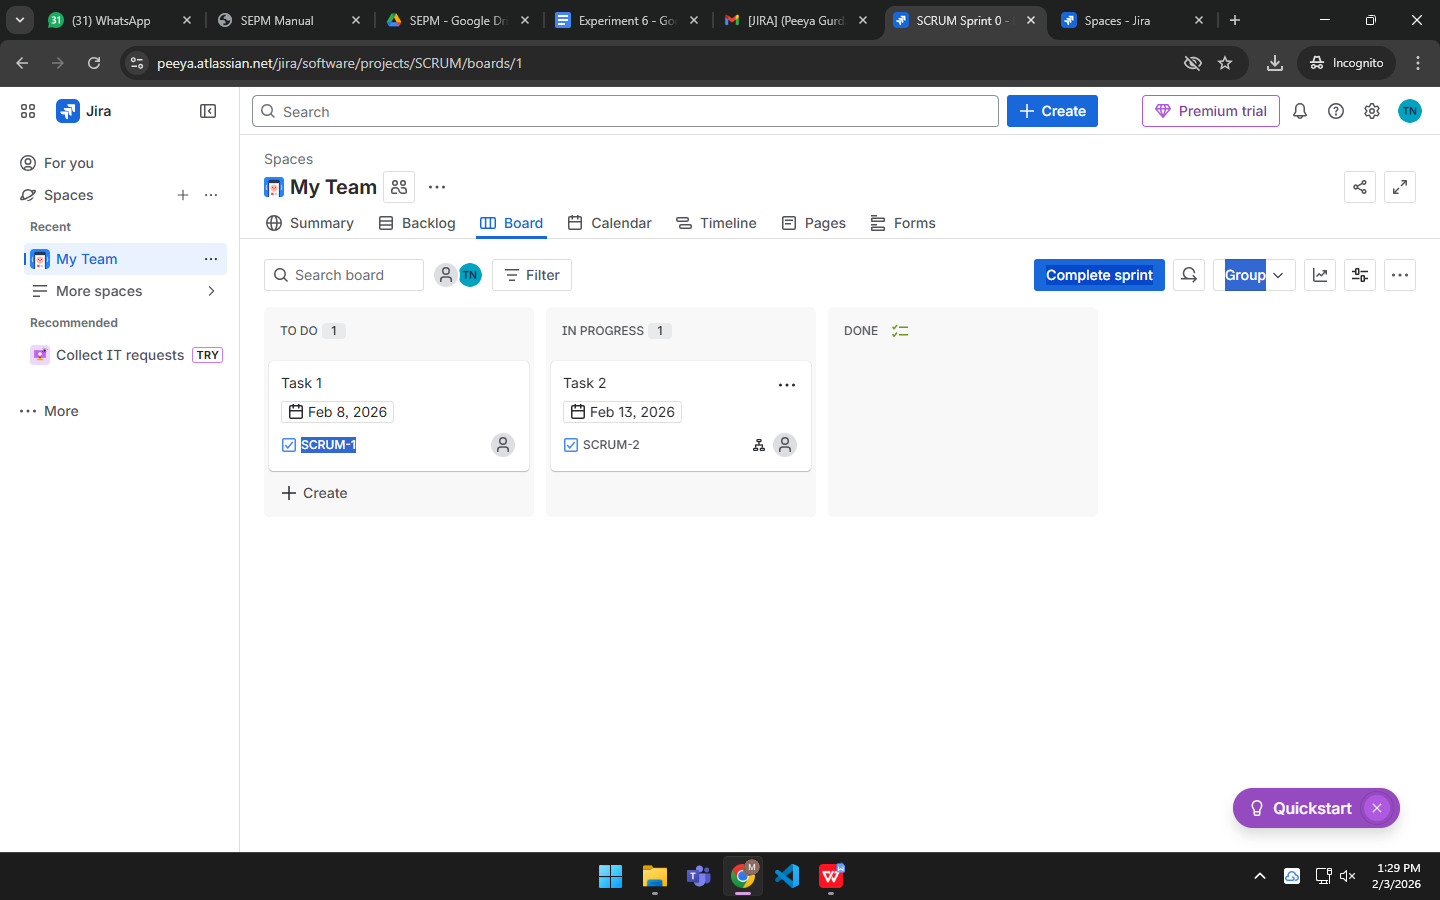 31
(31) WhatsApp
SEPM Manual
SEPM - Google Dri
Experiment 6 - Goo
[JIRA] (Peeya Gurda
SCRUM Sprint 0 -
Spaces - Jira
peeya.atlassian.net/jira/software/projects/SCRUM/boards/1
Incognito
Jira
Search
Create
Premium trial
TN
For you
Spaces
Recent
My Team
More spaces
Recommended
Collect IT requests TRY
More
Spaces
My Team
Summary Backlog Board Calendar Timeline Pages Forms
Search board
TN
Filter
Complete sprint
Group
TO DO 1
Task 1
Feb 8, 2026
SCRUM-1
Create
IN PROGRESS 1
Task 2
Feb 13, 2026
SCRUM-2
DONE
Quickstart
M
1:29 PM
2/3/2026